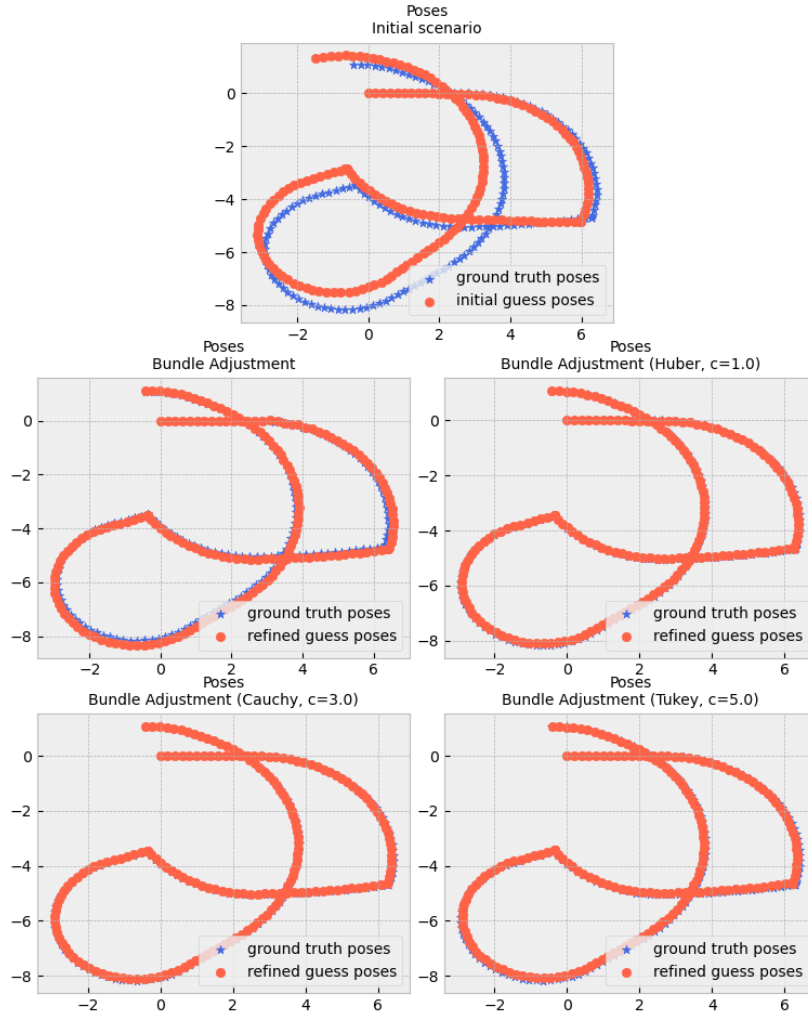 Poses
Initial scenario
0
−2
−4
−6
−8
−2
0
2
4
6
ground truth poses
initial guess poses
Poses
Bundle Adjustment
0
−2
−4
−6
−8
−2
0
2
4
6
ground truth poses
refined guess poses
Poses
Bundle Adjustment (Huber, c=1.0)
0
−2
−4
−6
−8
−2
0
2
4
6
ground truth poses
refined guess poses
Poses
Bundle Adjustment (Cauchy, c=3.0)
0
−2
−4
−6
−8
−2
0
2
4
6
ground truth poses
refined guess poses
Poses
Bundle Adjustment (Tukey, c=5.0)
0
−2
−4
−6
−8
−2
0
2
4
6
ground truth poses
refined guess poses